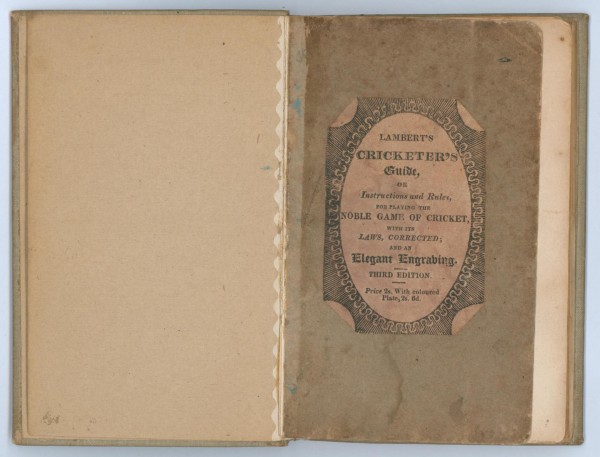 LAMBERT'S
CRICKETER'S
Guide,
OR
Instructions and Rules,
FOR PLAYING THE
NOBLE GAME OF CRICKET,
WITH ITS
LAWS, CORRECTED;
AND AN
Elegant Engraving.
THIRD EDITION.
Price 2s. With coloured
Plate, 2s. 6d.